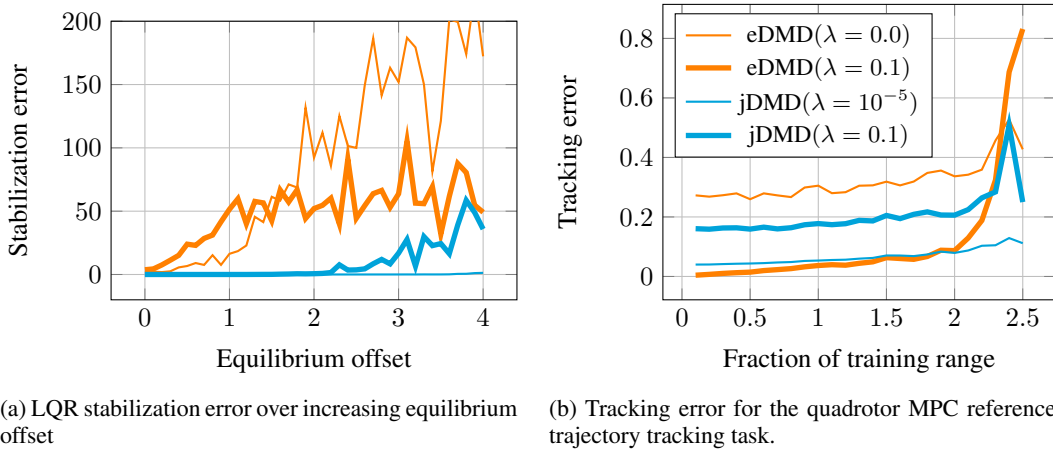 200
150
100
50
0
Stabilization error
0
1
2
3
4
Equilibrium offset
(a) LQR stabilization error over increasing equilibrium
offset
eDMD(λ = 0.0)
eDMD(λ = 0.1)
jDMD(λ = 10⁻⁵)
jDMD(λ = 0.1)
0.8
0.6
0.4
0.2
0
Tracking error
0
0.5
1
1.5
2
2.5
Fraction of training range
(b) Tracking error for the quadrotor MPC reference
trajectory tracking task.